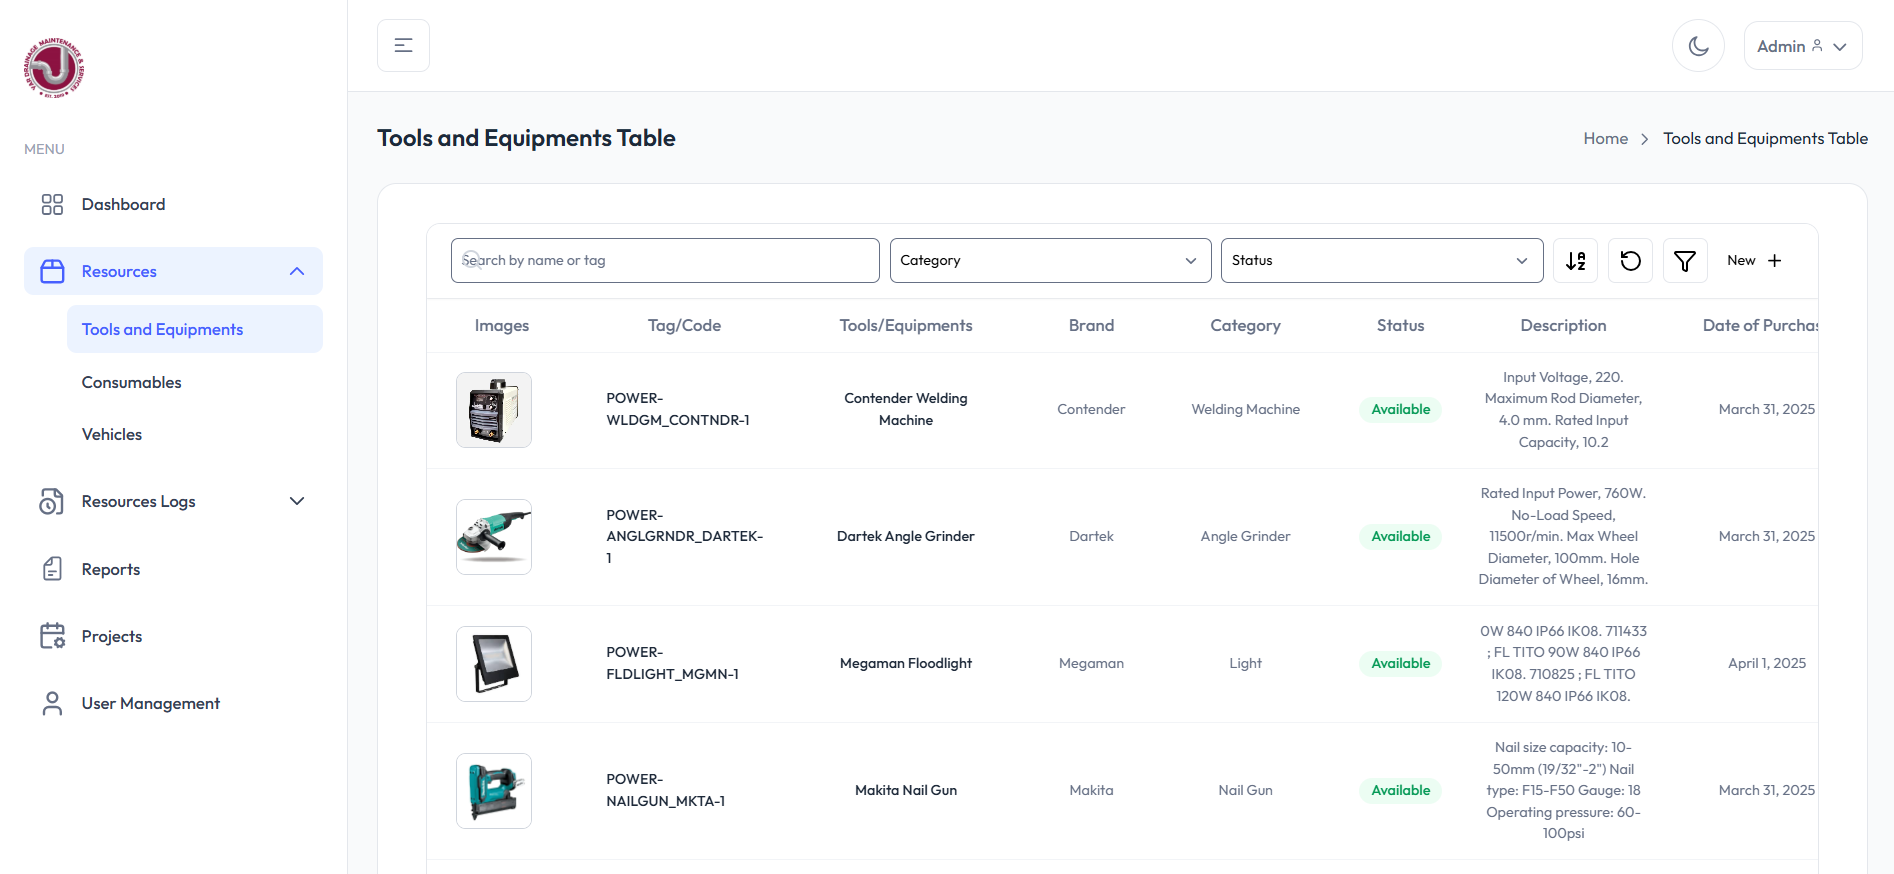 VAR DRAINAGE MAINTENANCE & SERVICES
EST. 2010
Admin
MENU
Dashboard
Resources
Tools and Equipments
Consumables
Vehicles
Resources Logs
Reports
Projects
User Management
Tools and Equipments Table
Home > Tools and Equipments Table
Search by name or tag
Category
Status
New +
Images Tag/Code Tools/Equipments Brand Category Status Description Date of Purchas
POWER-
WLDGM_CONTNDR-1
Contender Welding
Machine
Contender
Welding Machine
Available
Input Voltage, 220.
Maximum Rod Diameter,
4.0 mm. Rated Input
Capacity, 10.2
March 31, 2025
POWER-
ANGLGRNDR_DARTEK-
1
Dartek Angle Grinder
Dartek
Angle Grinder
Available
Rated Input Power, 760W.
No-Load Speed,
11500r/min. Max Wheel
Diameter, 100mm. Hole
Diameter of Wheel, 16mm.
March 31, 2025
POWER-
FLDLIGHT_MGMN-1
Megaman Floodlight
Megaman
Light
Available
0W 840 IP66 IK08. 711433
; FL TITO 90W 840 IP66
IK08. 710825 ; FL TITO
120W 840 IP66 IK08.
April 1, 2025
POWER-
NAILGUN_MKTA-1
Makita Nail Gun
Makita
Nail Gun
Available
Nail size capacity: 10-
50mm (19/32"-2") Nail
type: F15-F50 Gauge: 18
Operating pressure: 60-
100psi
March 31, 2025